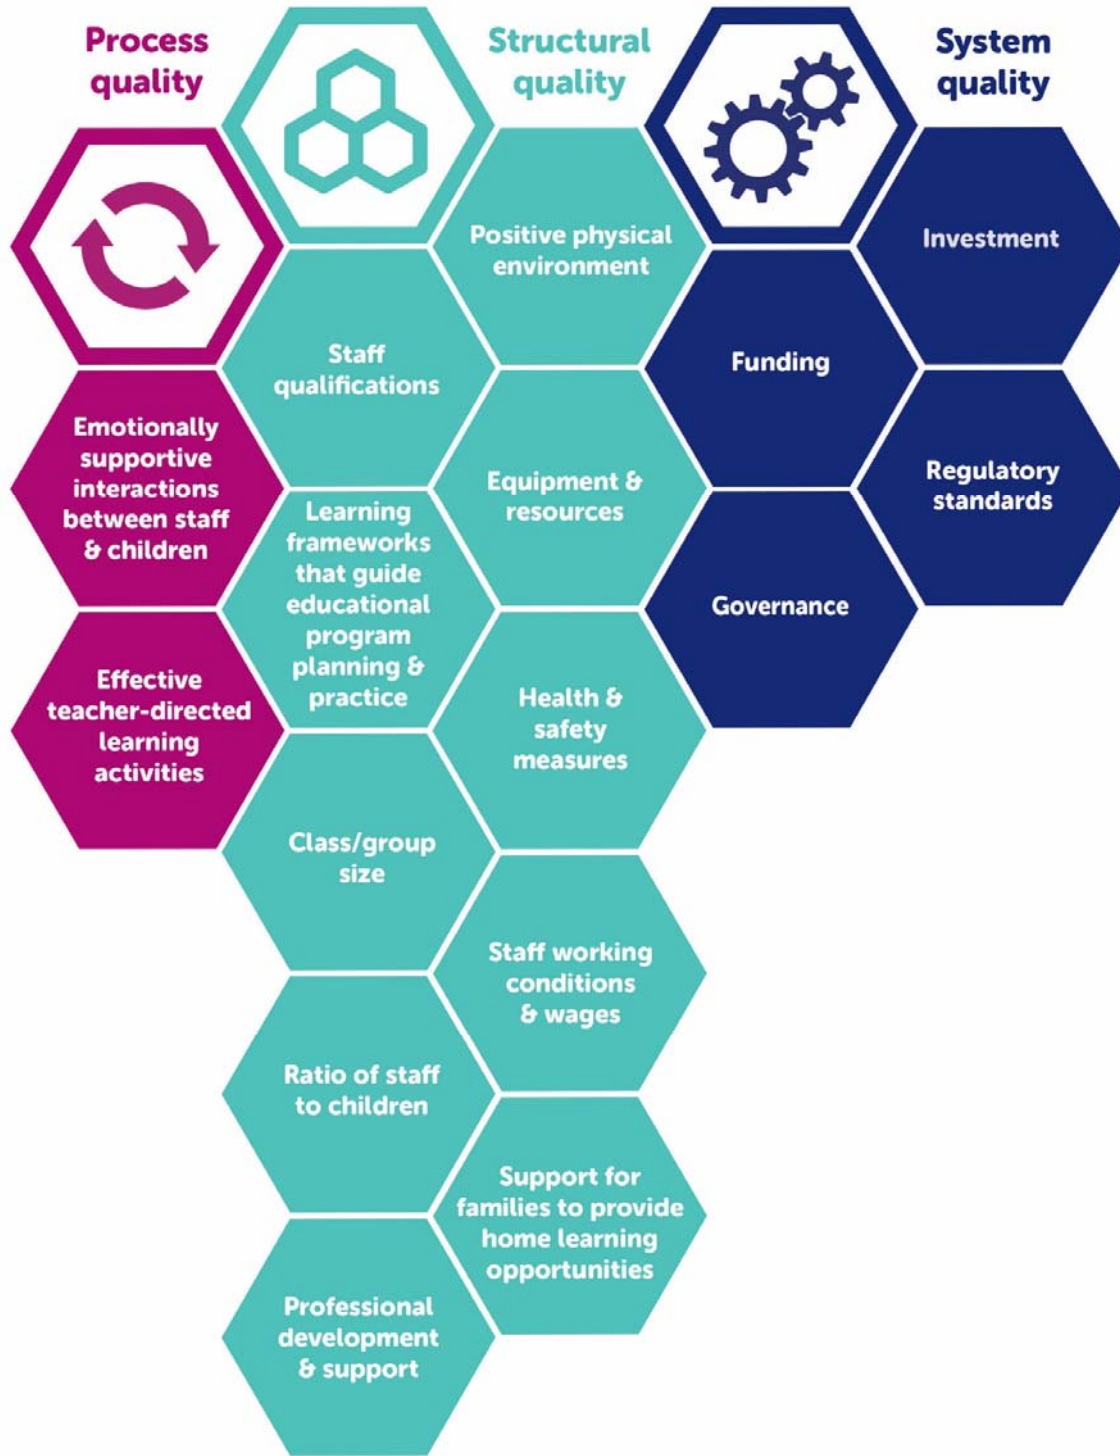 Process
quality
Structural
quality
System
quality
Emotionally
supportive
interactions
between staff
& children
Effective
teacher-directed
learning
activities
Staff
qualifications
Learning
frameworks
that guide
educational
program
planning &
practice
Class/group
size
Ratio of staff
to children
Professional
development
& support
Positive physical
environment
Equipment &
resources
Health &
safety
measures
Staff working
conditions
& wages
Support for
families to provide
home learning
opportunities
Funding
Governance
Investment
Regulatory
standards